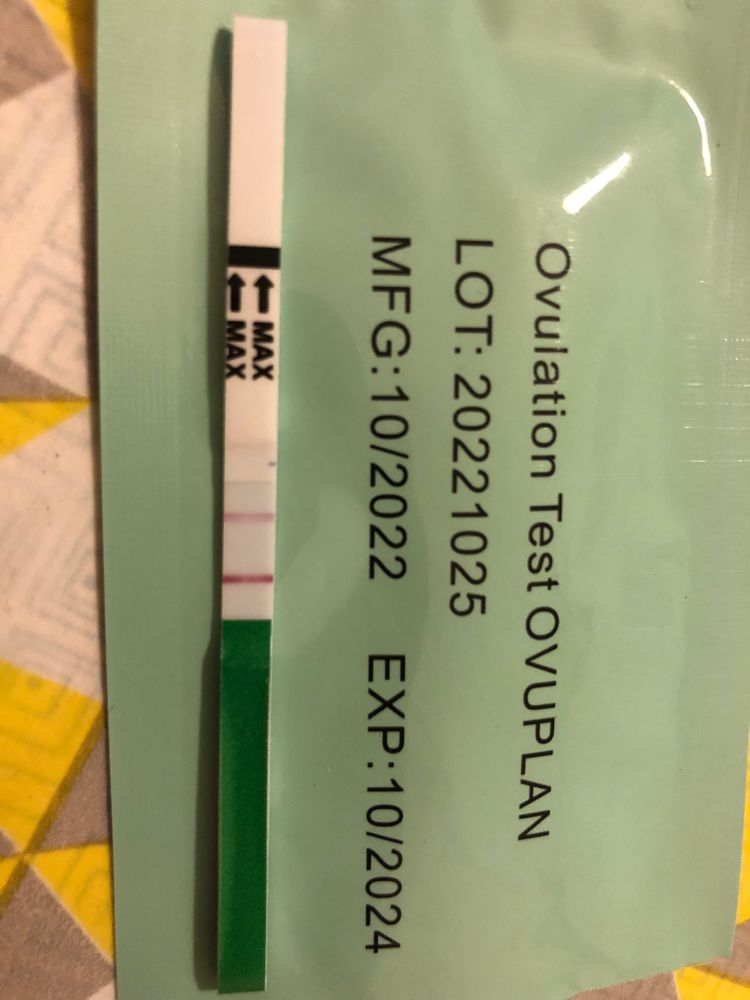 Ovulation Test OVUPLAN
LOT: 20221025
MFG:10/2022 EXP:10/2024
MAX
MAX